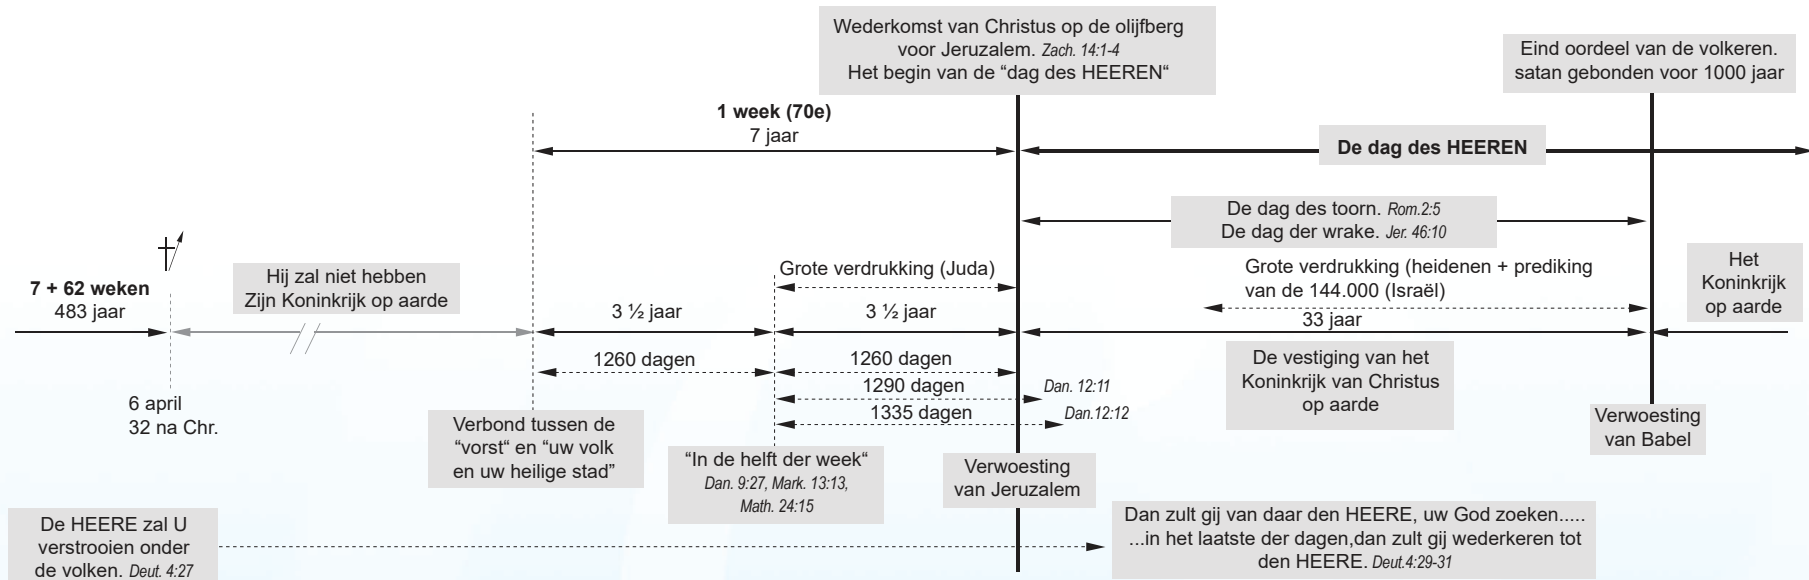 Wederkomst van Christus op de olijfberg
voor Jeruzalem. Zach. 14:1-4
Het begin van de “dag des HEEREN“
Eind oordeel van de volkeren.
satan gebonden voor 1000 jaar
1 week (70e)
7 jaar
De dag des HEEREN
De dag des toorn. Rom.2:5
De dag der wrake. Jer. 46:10
7 + 62 weken
483 jaar
Hij zal niet hebben
Zijn Koninkrijk op aarde
Grote verdrukking (Juda)
Grote verdrukking (heidenen + prediking
van de 144.000 (Israël)
Het
Koninkrijk
op aarde
3 ½ jaar
3 ½ jaar
33 jaar
1260 dagen
1260 dagen
1290 dagen
Dan. 12:11
1335 dagen
Dan.12:12
De vestiging van het
Koninkrijk van Christus
op aarde
6 april
32 na Chr.
Verbond tussen de
“vorst“ en “uw volk
en uw heilige stad”
“In de helft der week“
Dan. 9:27, Mark. 13:13,
Math. 24:15
Verwoesting
van Jeruzalem
Verwoesting
van Babel
De HEERE zal U
verstrooien onder
de volken. Deut. 4:27
Dan zult gij van daar den HEERE, uw God zoeken.....
...in het laatste der dagen,dan zult gij wederkeren tot
den HEERE. Deut.4:29-31